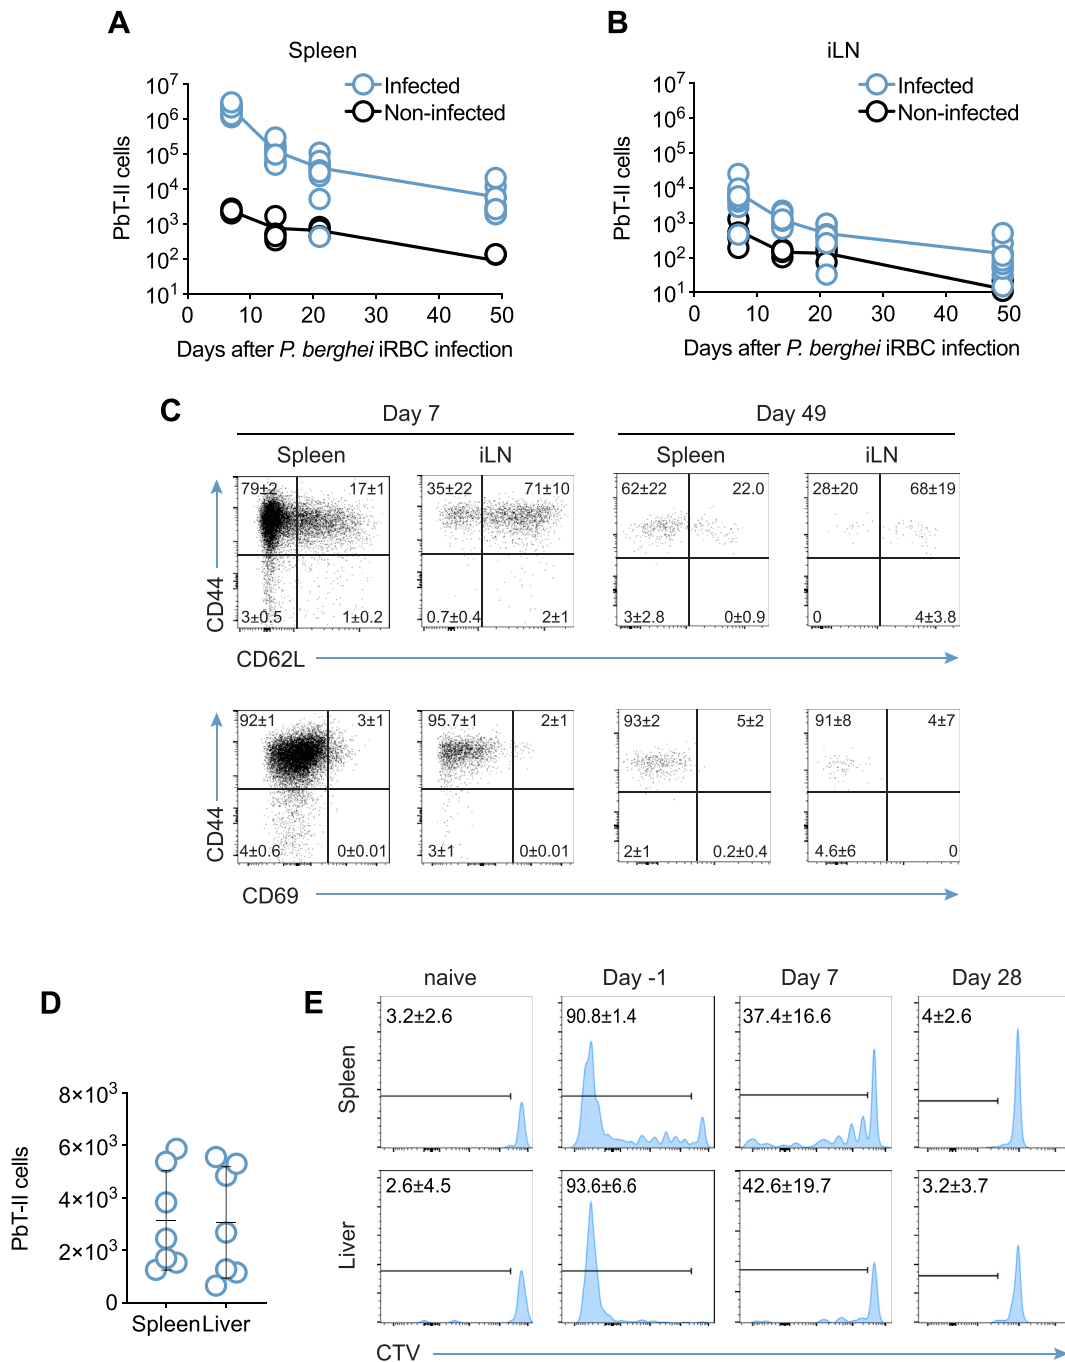 A
Spleen
Infected
Non-infected
10^7
10^6
10^5
10^4
10^3
10^2
10^1
PbT-II cells
0 10 20 30 40 50
Days after P. berghei iRBC infection
B
iLN
Infected
Non-infected
10^7
10^6
10^5
10^4
10^3
10^2
10^1
PbT-II cells
0 10 20 30 40 50
Days after P. berghei iRBC infection
C
Day 7 Day 49
Spleen iLN Spleen iLN
79±2 17±1 35±22 71±10 62±22 22.0 28±20 68±19
3±0.5 1±0.2 0.7±0.4 2±1 3±2.8 0±0.9 0 4±3.8
CD44
CD62L
92±1 3±1 95.7±1 2±1 93±2 5±2 91±8 4±7
4±0.6 0±0.01 3±1 0±0.01 2±1 0.2±0.4 4.6±6 0
CD44
CD69
D
8×10^3
6×10^3
4×10^3
2×10^3
0
PbT-II cells
Spleen Liver
E
naive Day -1 Day 7 Day 28
Spleen
3.2±2.6 90.8±1.4 37.4±16.6 4±2.6
Liver
2.6±4.5 93.6±6.6 42.6±19.7 3.2±3.7
CTV